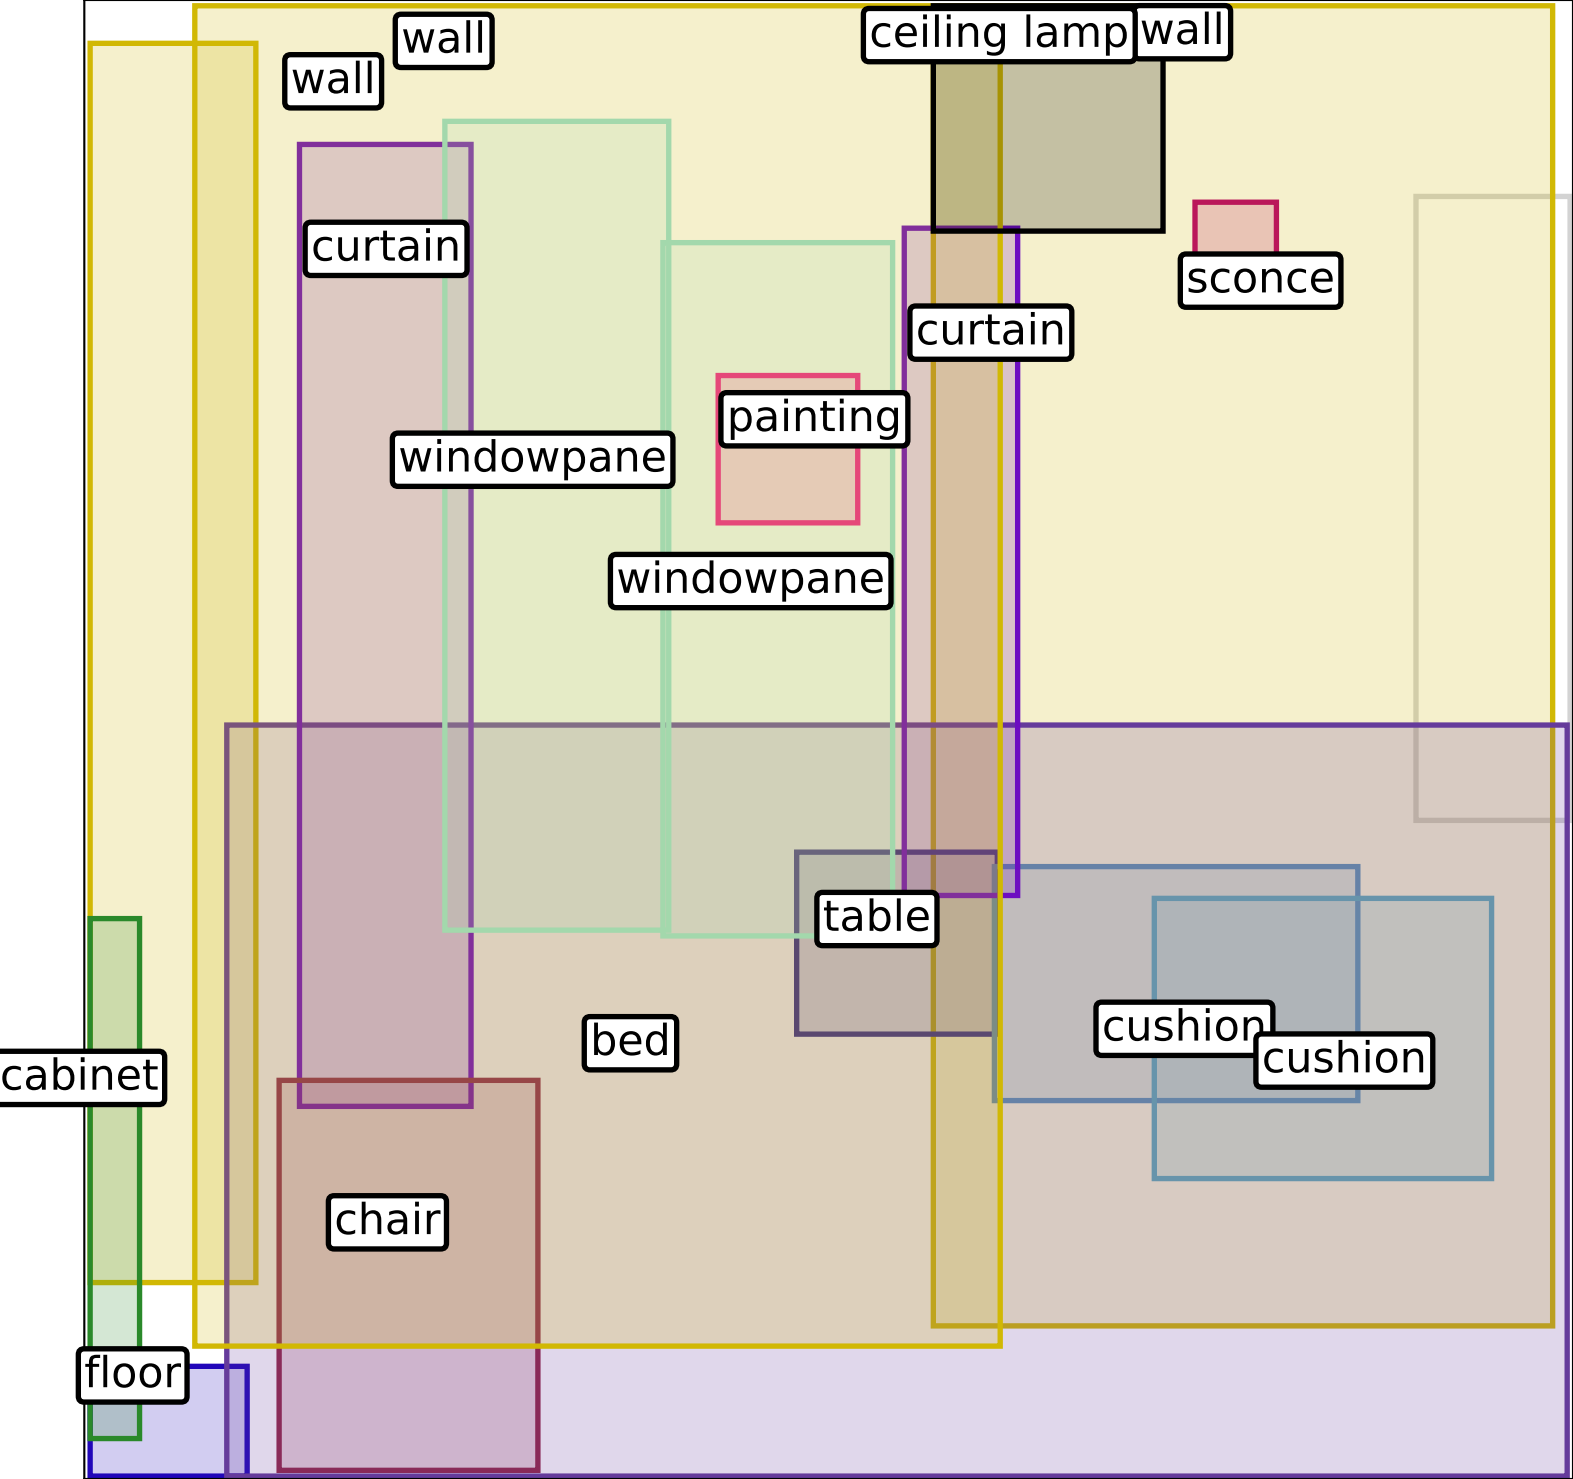 wall
ceiling lamp
wall
wall
curtain
sconce
curtain
painting
windowpane
windowpane
table
cushion
bed
cushion
cabinet
chair
floor